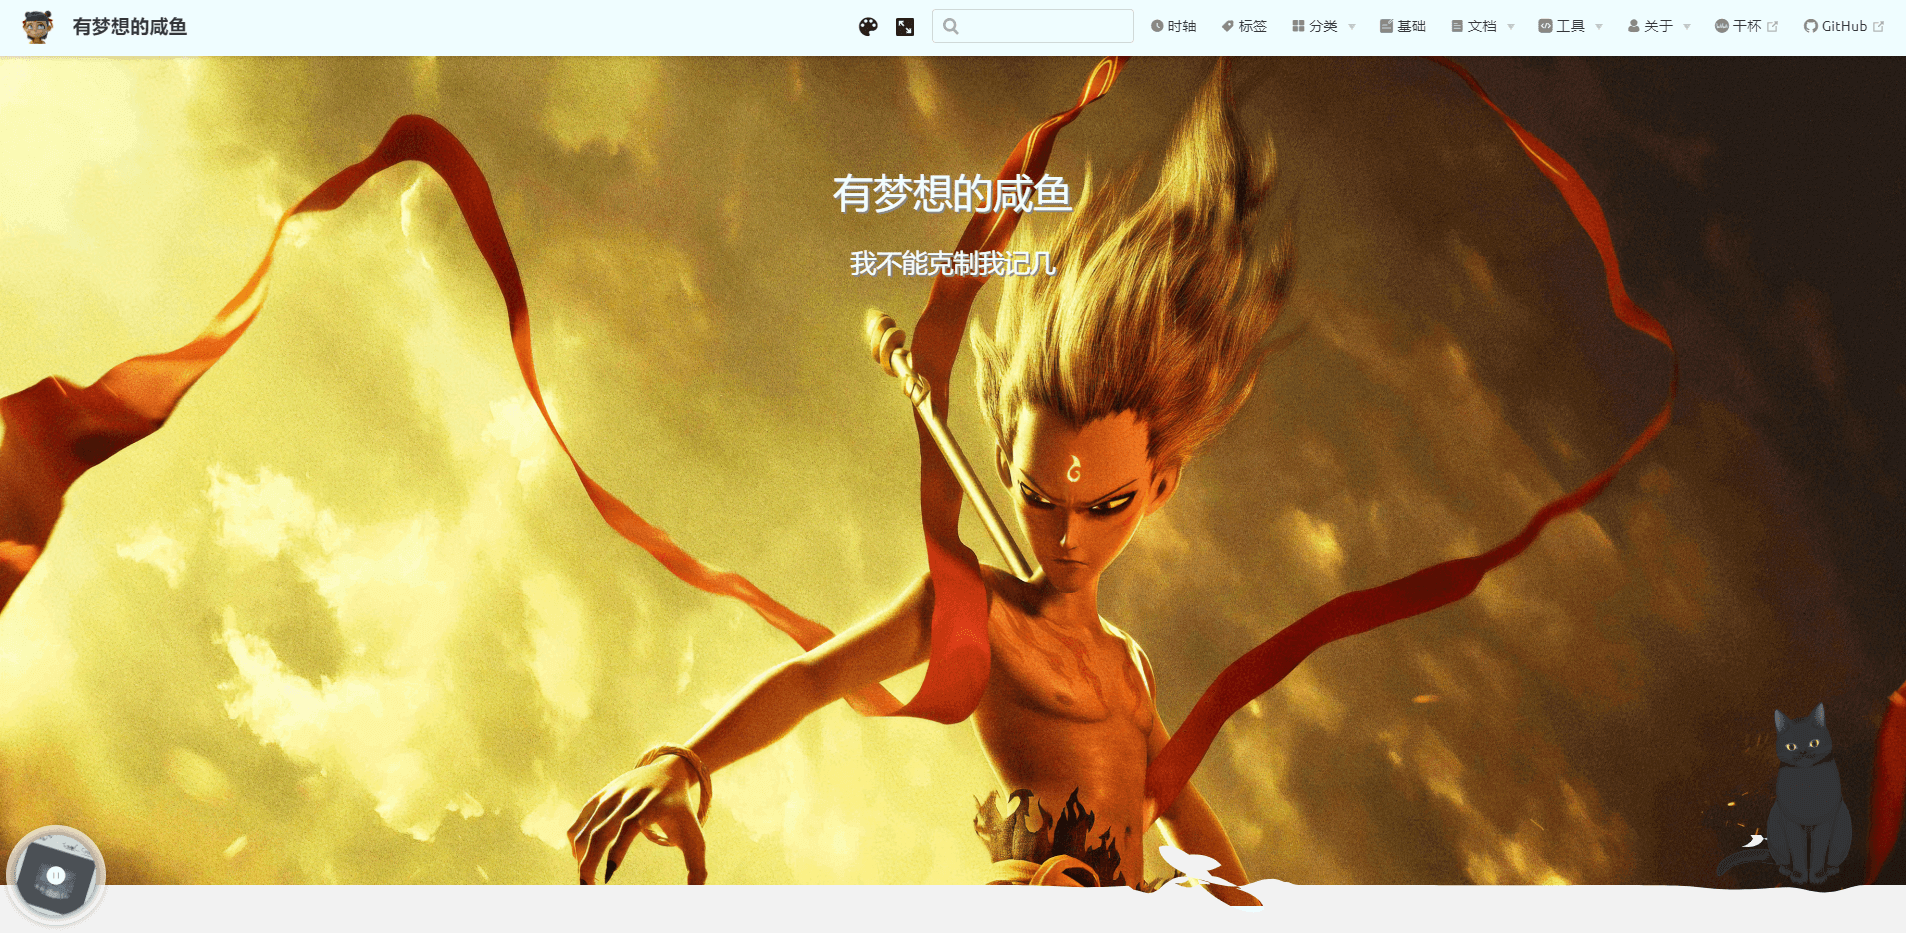 有梦想的咸鱼
时轴 标签 分类 基础 文档 工具 关于 干杯 GitHub
有梦想的咸鱼
我不能克制我记几